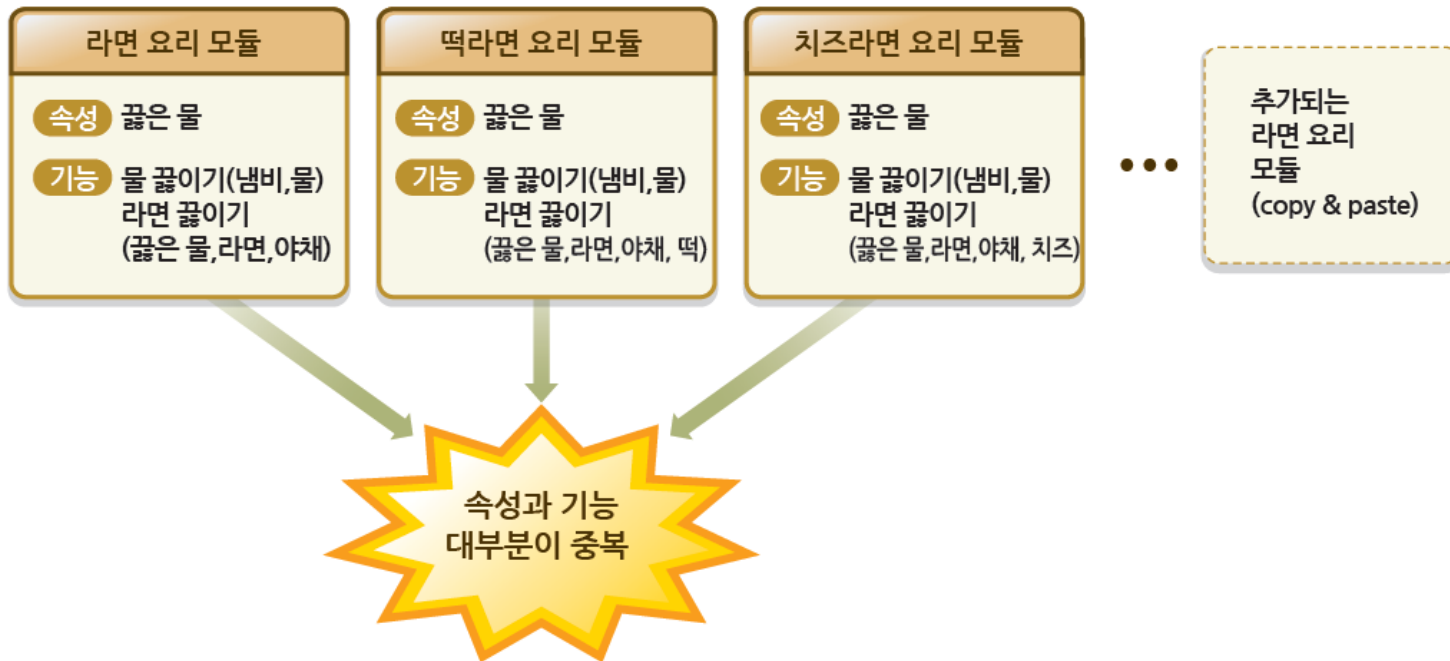 라면 요리 모듈
속성 끓은 물
기능 물 끓이기(냄비,물)
라면 끓이기
(끓은 물,라면,야채)
떡라면 요리 모듈
속성 끓은 물
기능 물 끓이기(냄비,물)
라면 끓이기
(끓은 물,라면,야채, 떡)
치즈라면 요리 모듈
속성 끓은 물
기능 물 끓이기(냄비,물)
라면 끓이기
(끓은 물,라면,야채, 치즈)
•••
추가되는
라면 요리
모듈
(copy & paste)
속성과 기능
대부분이 중복